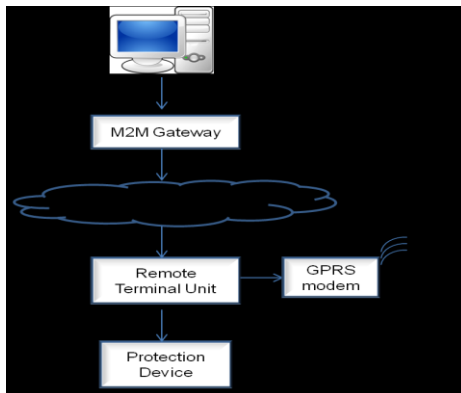 M2M Gateway
Remote
Terminal Unit
GPRS
modem
Protection
Device